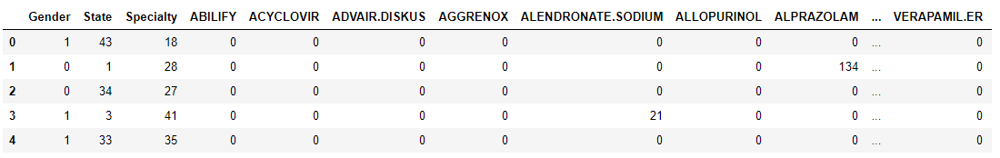 Gender State Specialty ABILIFY ACYCLOVIR ADVAIR.DISKUS AGGRENOX ALENDRONATE.SODIUM ALLOPURINOL ALPRAZOLAM ... VERAPAMIL.ER
0 1 43 18 0 0 0 0 0 0 0 ... 0
1 0 1 28 0 0 0 0 0 0 134 ... 0
2 0 34 27 0 0 0 0 0 0 0 ... 0
3 1 3 41 0 0 0 0 21 0 0 ... 0
4 1 33 35 0 0 0 0 0 0 0 ... 0